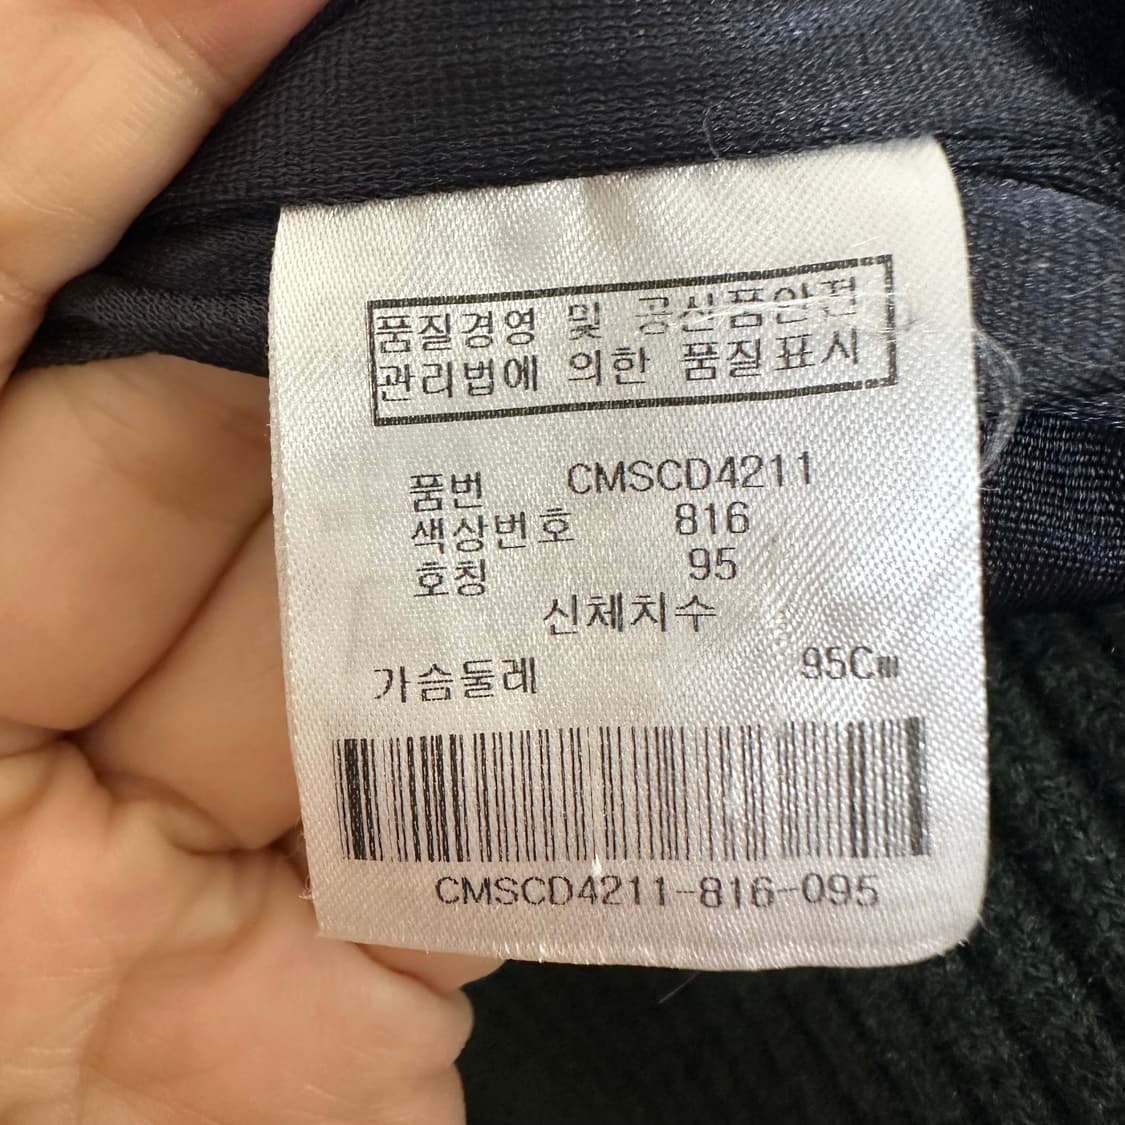 품질경영 및 공산품안전
관리법에 의한 품질표시
품번 CMSCD4211
색상번호 816
호칭 95
신체치수
가슴둘레 95Cm
CMSCD4211-816-095